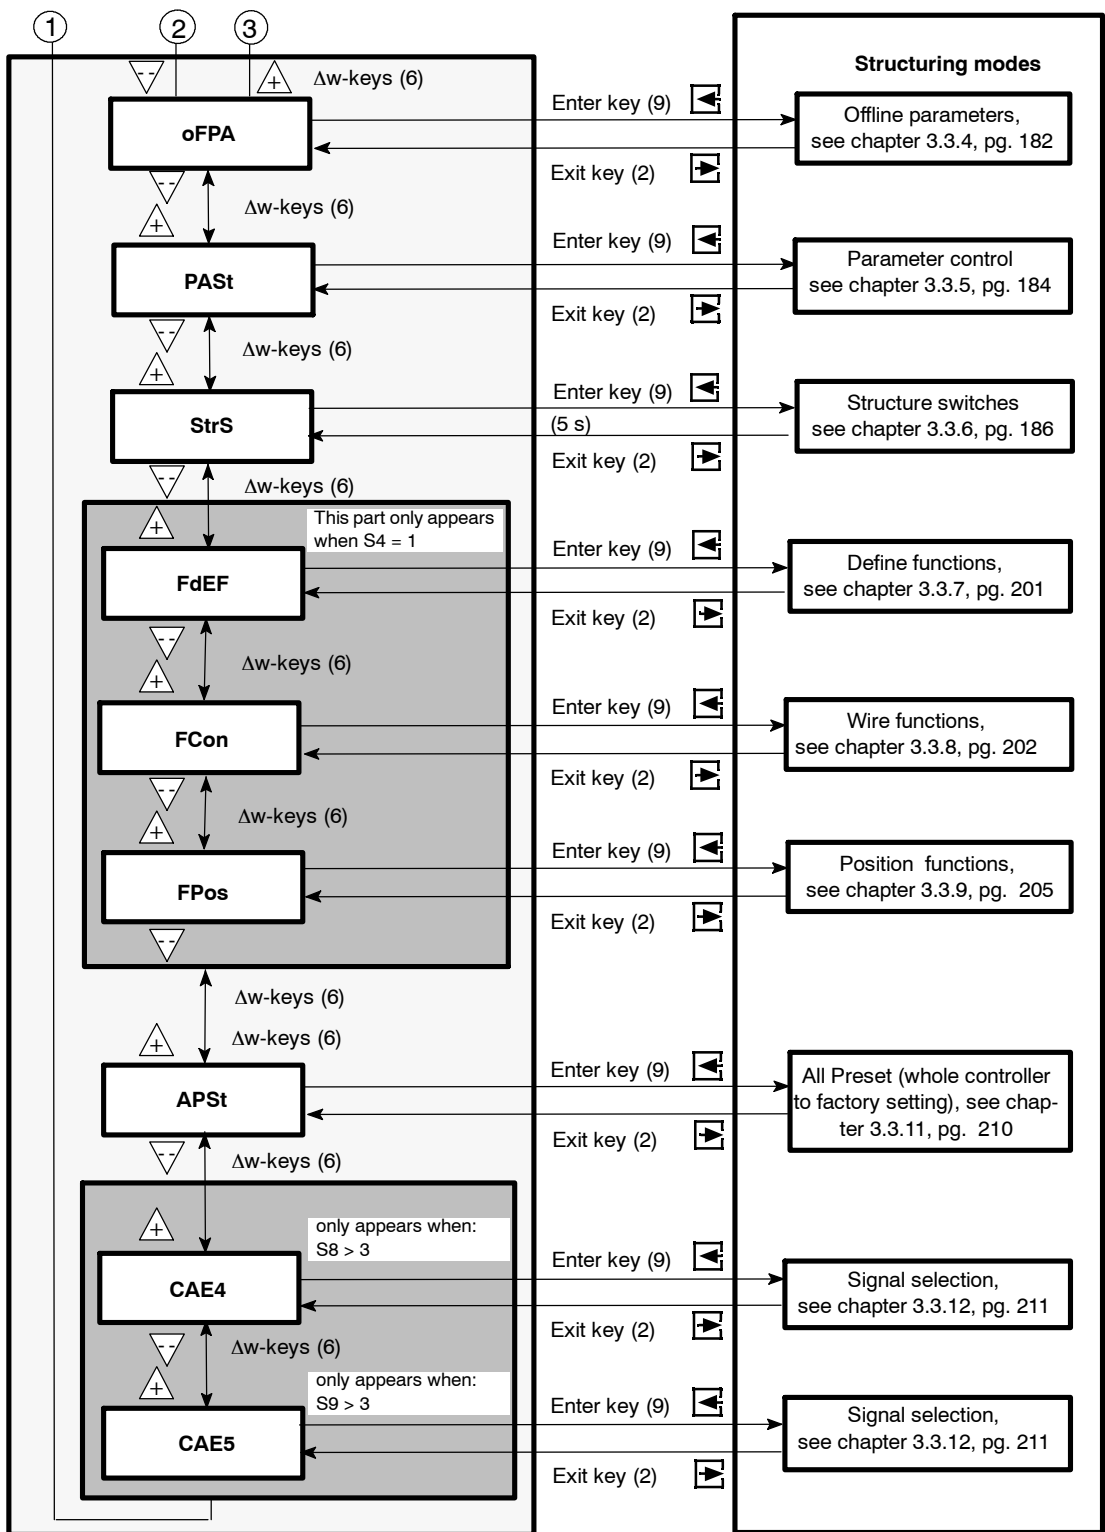 1
2
3
Structuring modes
-- + Δw-keys (6)
Enter key (9)
oFPA
Offline parameters,
see chapter 3.3.4, pg. 182
Exit key (2)
--
+
Δw-keys (6)
Enter key (9)
PASt
Parameter control
see chapter 3.3.5, pg. 184
Exit key (2)
--
+
Δw-keys (6)
Enter key (9)
StrS
(5 s)
Structure switches
see chapter 3.3.6, pg. 186
Exit key (2)
--
Δw-keys (6)
+
This part only appears
when S4 = 1
Enter key (9)
FdEF
Define functions,
see chapter 3.3.7, pg. 201
Exit key (2)
--
+
Δw-keys (6)
Enter key (9)
FCon
Wire functions,
see chapter 3.3.8, pg. 202
Exit key (2)
--
+
Δw-keys (6)
Enter key (9)
FPos
Position functions,
see chapter 3.3.9, pg. 205
Exit key (2)
--
Δw-keys (6)
+
Δw-keys (6)
Enter key (9)
APSt
All Preset (whole controller
to factory setting), see chap-
ter 3.3.11, pg. 210
Exit key (2)
--
Δw-keys (6)
+
only appears when:
S8 > 3
Enter key (9)
CAE4
Signal selection,
see chapter 3.3.12, pg. 211
Exit key (2)
--
Δw-keys (6)
+
only appears when:
S9 > 3
Enter key (9)
CAE5
Signal selection,
see chapter 3.3.12, pg. 211
Exit key (2)